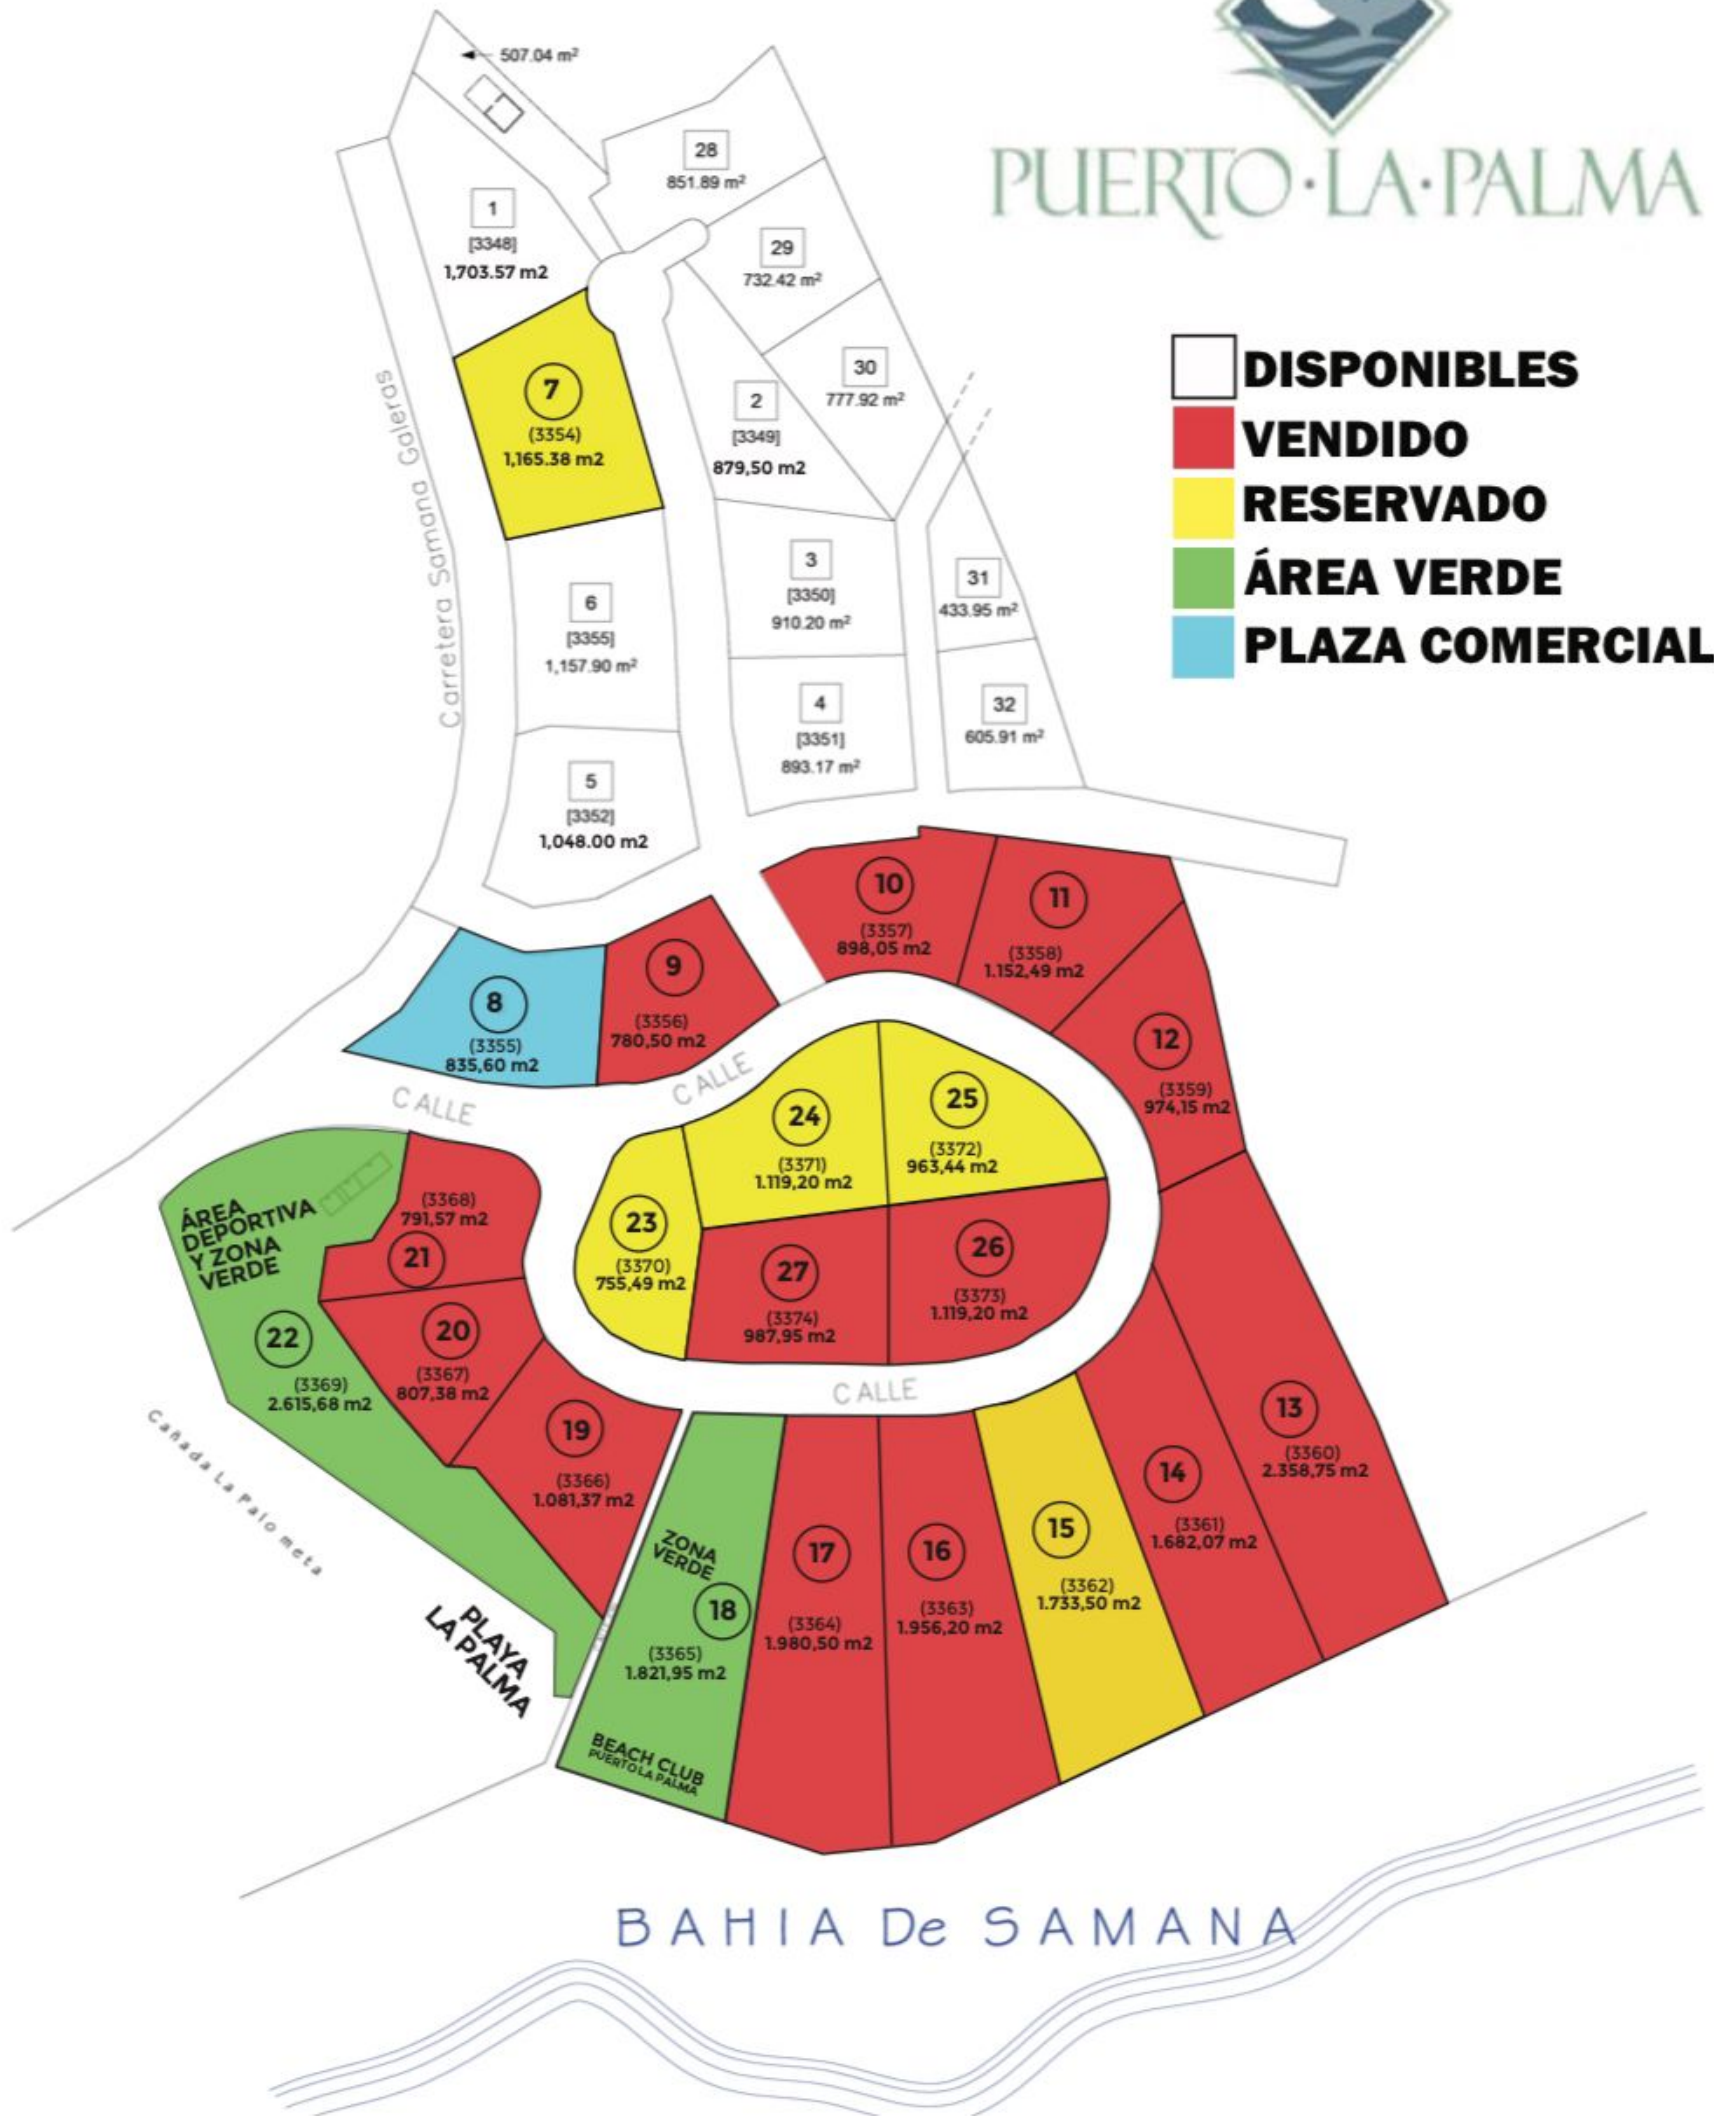 507.04 m²
PUERTO·LA·PALMA
28
851.89 m²
1
[3348]
1,703.57 m2
29
732.42 m²
DISPONIBLES
VENDIDO
RESERVADO
ÁREA VERDE
PLAZA COMERCIAL
7
(3354)
1,165.38 m2
30
777.92 m²
2
[3349]
879,50 m2
Carretera Samana Galeras
3
[3350]
910.20 m²
31
433.95 m²
6
[3355]
1,157.90 m²
4
[3351]
893.17 m²
32
605.91 m²
5
[3352]
1,048.00 m2
10
(3357)
898,05 m2
11
(3358)
1.152,49 m2
9
(3356)
780,50 m2
8
(3355)
835,60 m2
12
(3359)
974,15 m2
CALLE
CALLE
24
(3371)
1.119,20 m2
25
(3372)
963,44 m2
23
(3370)
755,49 m2
27
(3374)
987,95 m2
26
(3373)
1.119,20 m2
CALLE
ÁREA
DEPORTIVA
Y ZONA
VERDE
(3368)
791,57 m2
21
20
(3367)
807,38 m2
22
(3369)
2.615,68 m2
19
(3366)
1.081,37 m2
13
(3360)
2.358,75 m2
14
(3361)
1.682,07 m2
15
(3362)
1.733,50 m2
16
(3363)
1.956,20 m2
17
(3364)
1.980,50 m2
ZONA
VERDE
18
(3365)
1.821,95 m2
BEACH CLUB
PUERTO LA PALMA
Cañada La Palometa
PLAYA
LA PALMA
BAHIA De SAMANA